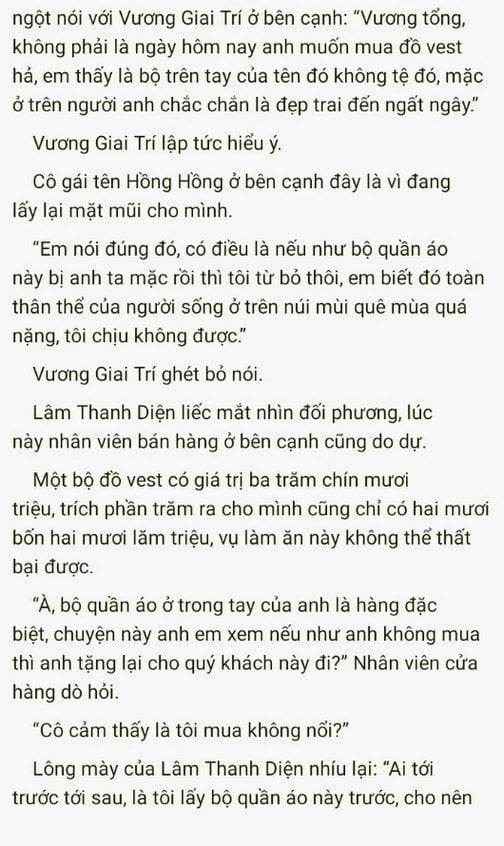 ngột nói với Vương Giai Trí ở bên cạnh: “Vương tổng,
không phải là ngày hôm nay anh muốn mua đồ vest
hả, em thấy là bộ trên tay của tên đó không tệ đó, mặc
ở trên người anh chắc chắn là đẹp trai đến ngất ngây.”
Vương Giai Trí lập tức hiểu ý.
Cô gái tên Hồng Hồng ở bên cạnh đây là vì đang
lấy lại mặt mũi cho mình.
“Em nói đúng đó, có điều là nếu như bộ quần áo
này bị anh ta mặc rồi thì tôi từ bỏ thôi, em biết đó toàn
thân thể của người sống ở trên núi mùi quê mùa quá
nặng, tôi chịu không được.”
Vương Giai Trí ghét bỏ nói.
Lâm Thanh Diện liếc mắt nhìn đối phương, lúc
này nhân viên bán hàng ở bên cạnh cũng do dự.
Một bộ đồ vest có giá trị ba trăm chín mươi
triệu, trích phần trăm ra cho mình cũng chỉ có hai mươi
bốn hai mươi lăm triệu, vụ làm ăn này không thể thất
bại được.
“À, bộ quần áo ở trong tay của anh là hàng đặc
biệt, chuyện này anh em xem nếu như anh không mua
thì anh tặng lại cho quý khách này đi?” Nhân viên cửa
hàng dò hỏi.
“Cô cảm thấy là tôi mua không nổi?”
Lông mày của Lâm Thanh Diện nhíu lại: “Ai tới
trước tới sau, là tôi lấy bộ quần áo này trước, cho nên